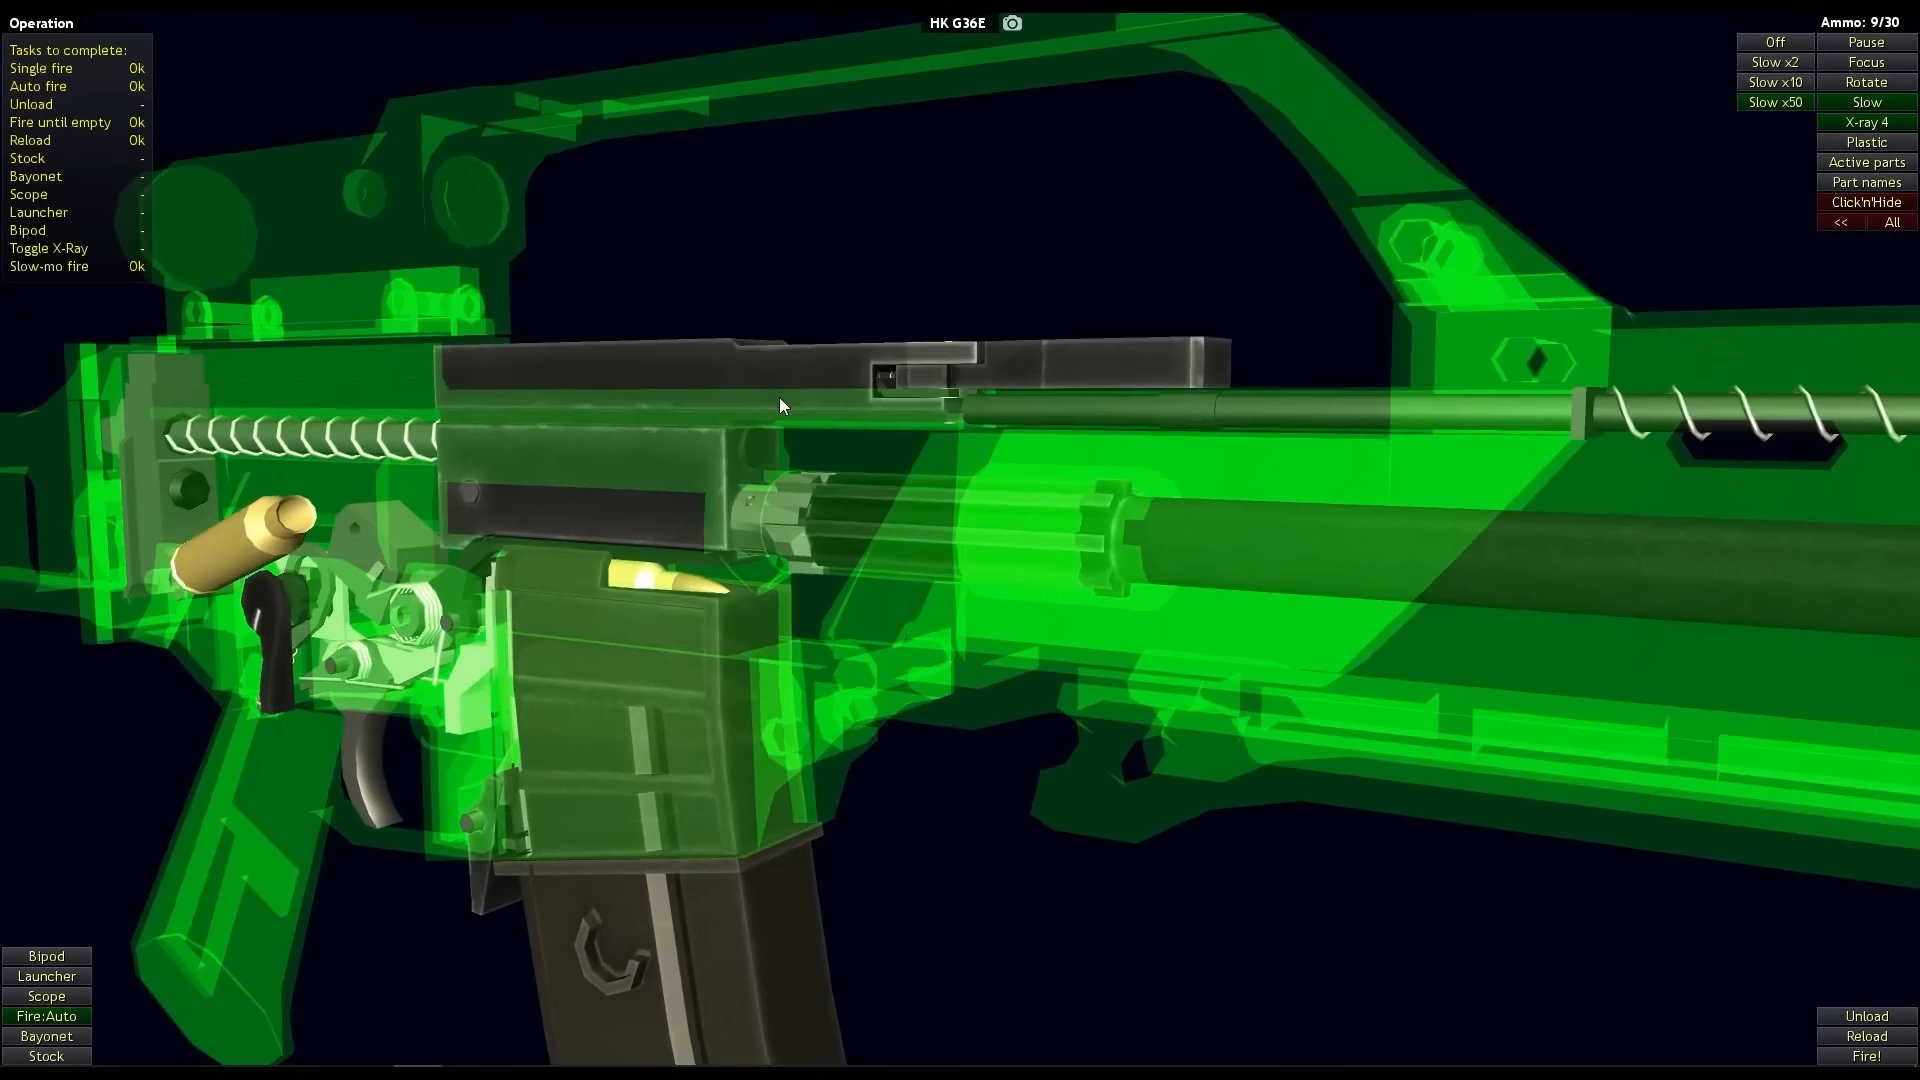 Operation
HK G36E
Ammo: 9/30
Tasks to complete:
Single fire Ok
Auto fire Ok
Unload -
Fire until empty Ok
Reload Ok
Stock -
Bayonet -
Scope -
Launcher -
Bipod -
Toggle X-Ray -
Slow-mo fire Ok
Off Pause
Slow x2 Focus
Slow x10 Rotate
Slow x50 Slow
X-ray 4
Plastic
Active parts
Part names
Click'n'Hide
<< All
Bipod
Launcher
Scope
Fire:Auto
Bayonet
Stock
Unload
Reload
Fire!